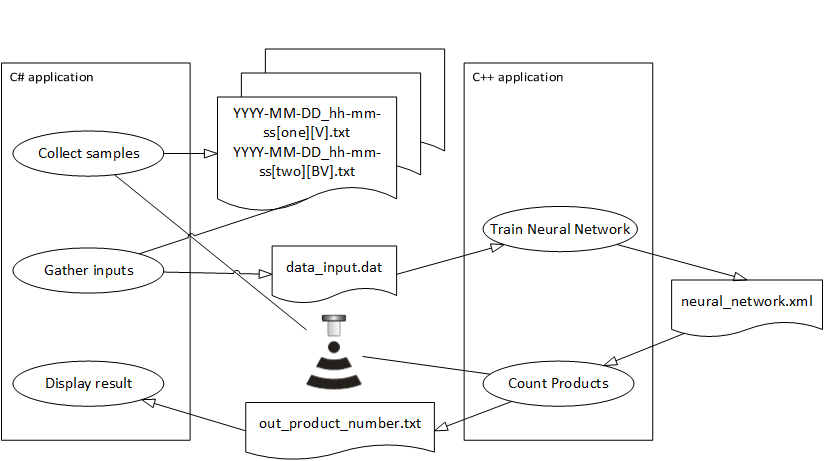 C# application
C++ application
YYYY-MM-DD_hh-mm-
ss[one][V].txt
YYYY-MM-DD_hh-mm-
ss[two][BV].txt
Collect samples
Train Neural Network
Gather inputs
data_input.dat
neural_network.xml
Display result
Count Products
out_product_number.txt